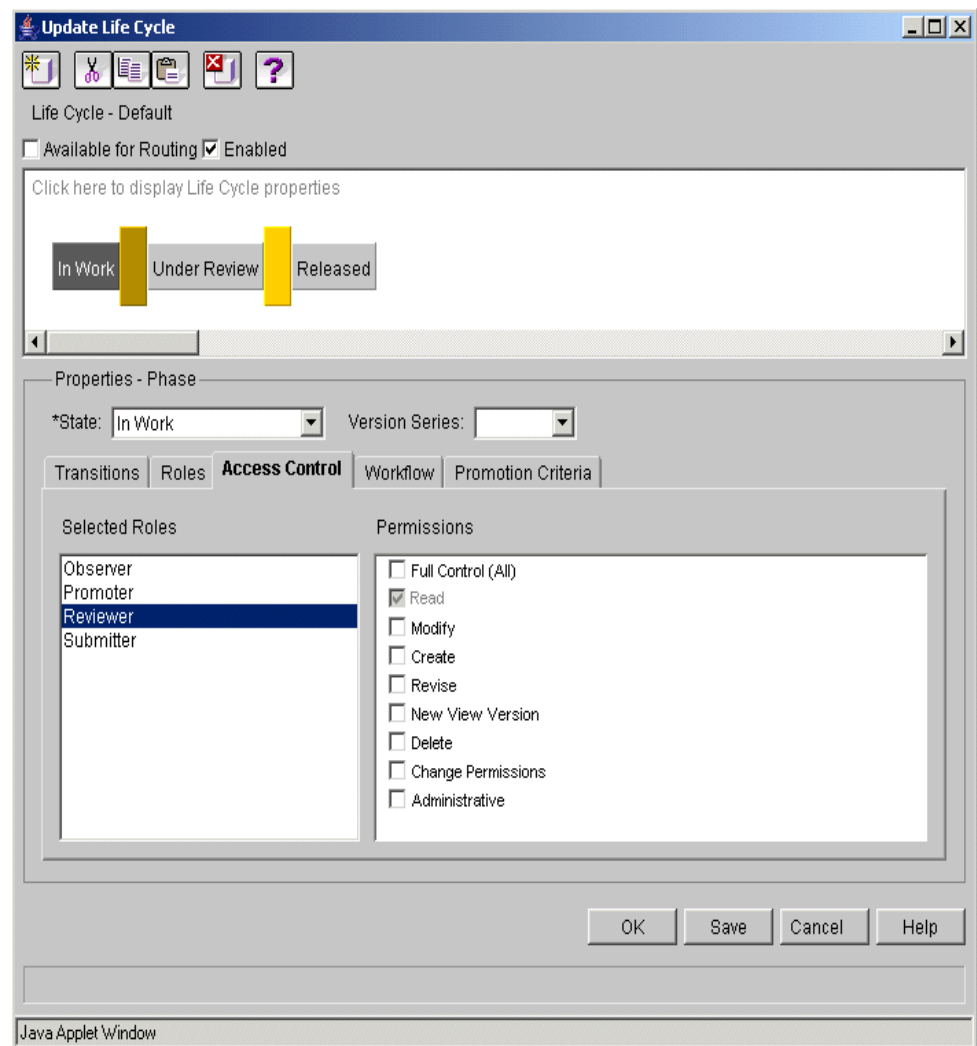 Update Life Cycle
?
Life Cycle - Default
Available for Routing Enabled
Click here to display Life Cycle properties
In Work Under Review Released
Properties - Phase
*State: In Work Version Series:
Transitions Roles Access Control Workflow Promotion Criteria
Selected Roles Permissions
Observer
Promoter
Reviewer
Submitter
Full Control (All)
Read
Modify
Create
Revise
New View Version
Delete
Change Permissions
Administrative
OK Save Cancel Help
Java Applet Window